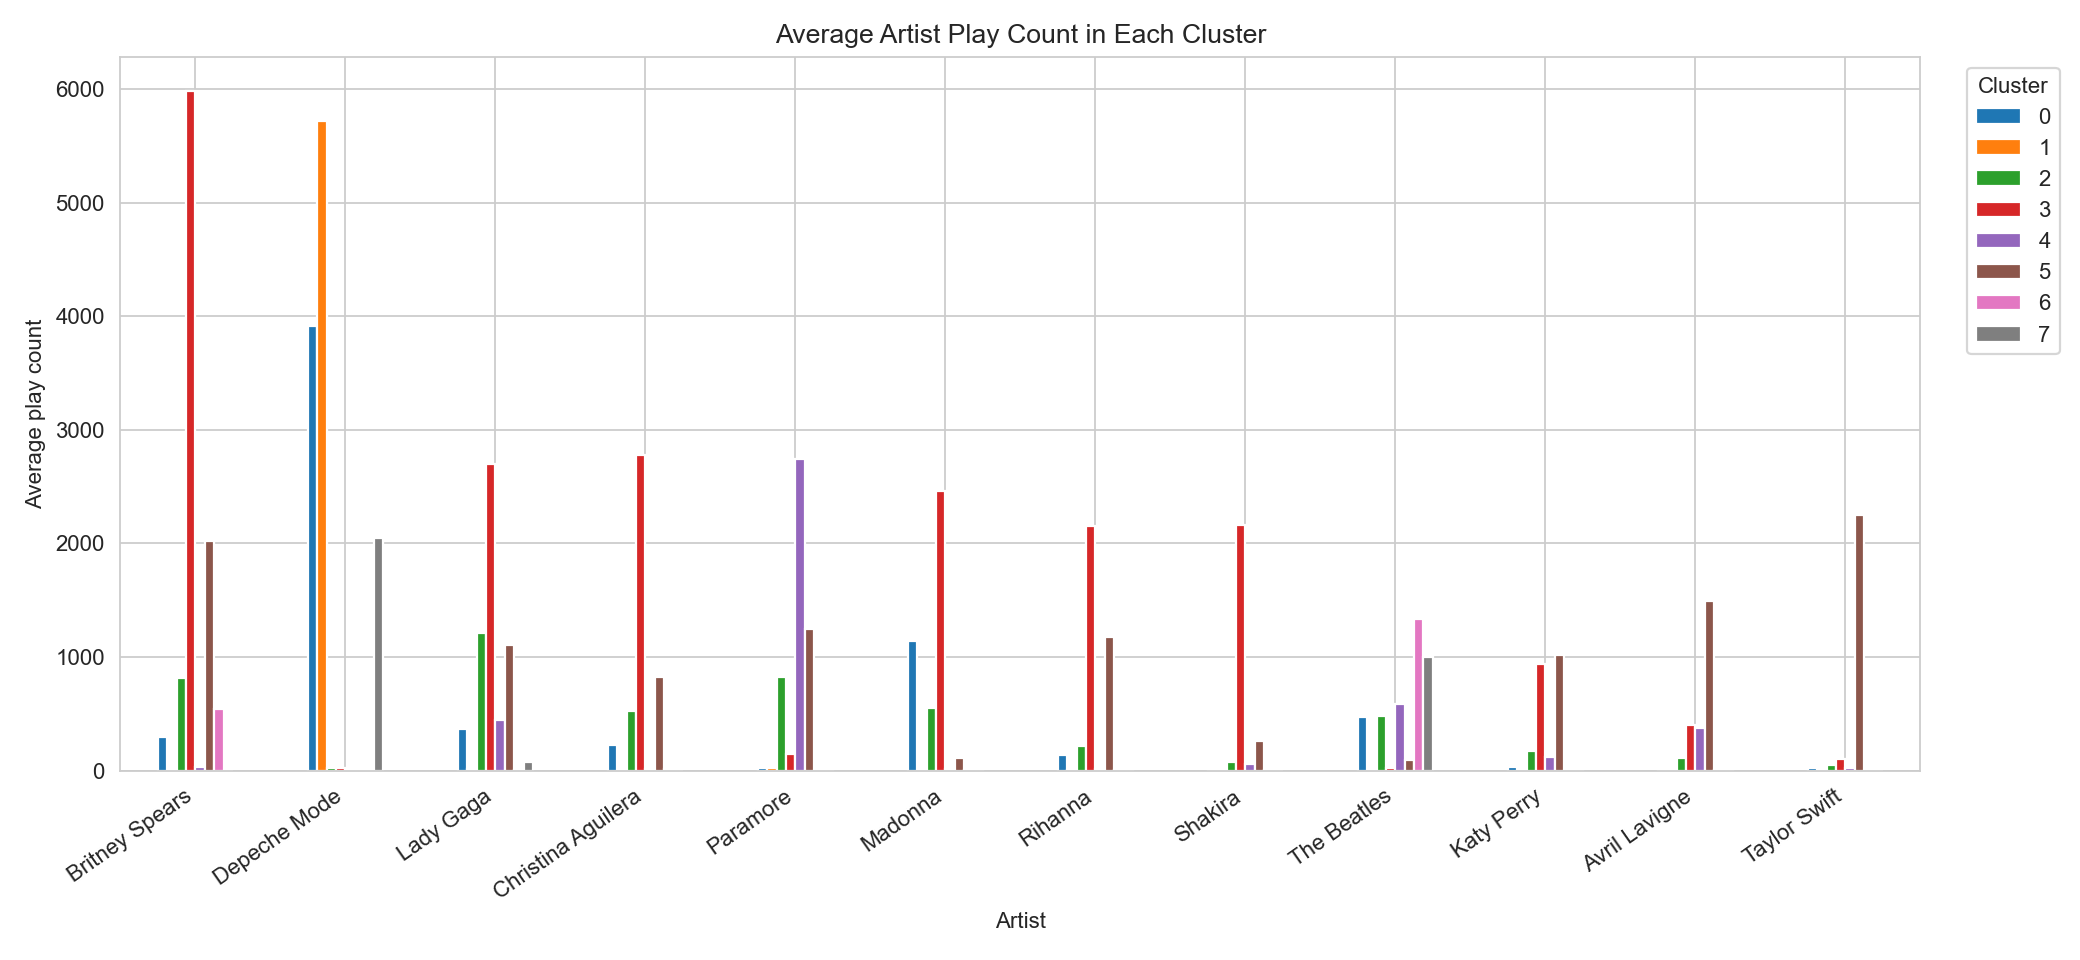 Average Artist Play Count in Each Cluster
Average play count
6000
5000
4000
3000
2000
1000
0
Britney Spears
Depeche Mode
Lady Gaga
Christina Aguilera
Paramore
Madonna
Rihanna
Shakira
The Beatles
Katy Perry
Avril Lavigne
Taylor Swift
Artist
Cluster
0
1
2
3
4
5
6
7